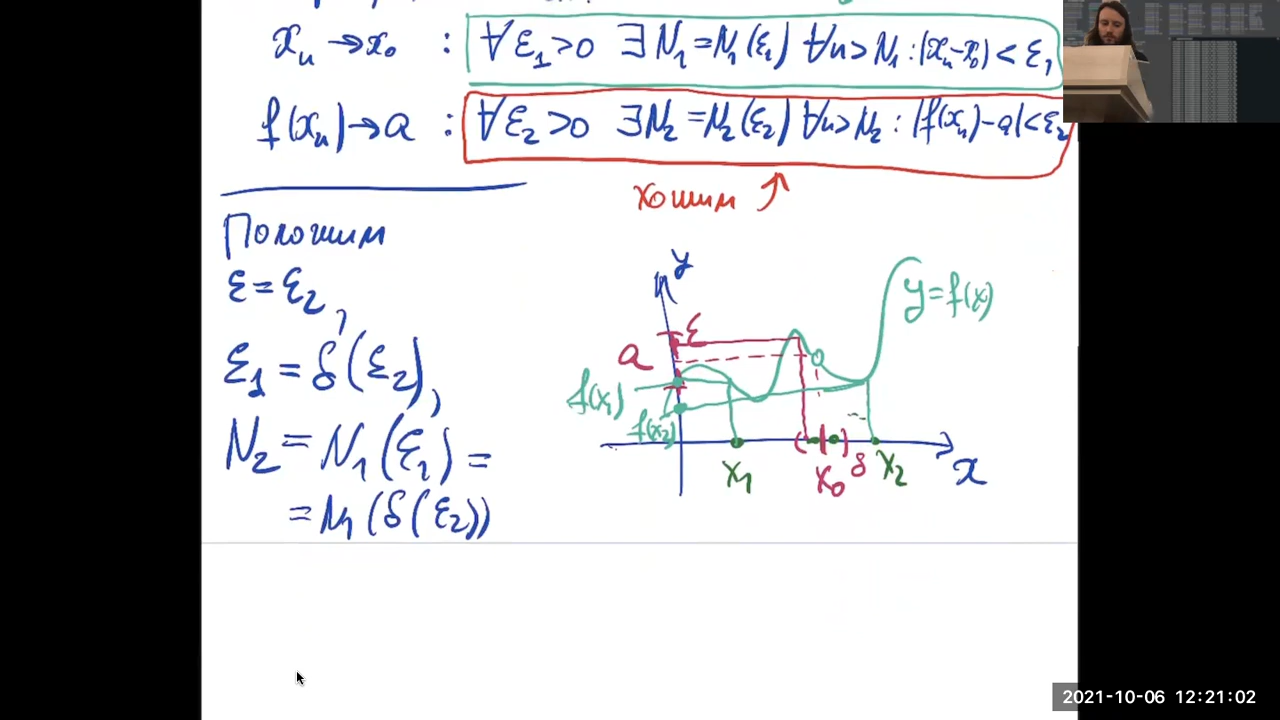 xₙ → x₀ : ∀ε₁>0 ∃N₁=N₁(ε₁) ∀n>N₁ : |xₙ-x₀|<ε₁
f(xₙ)→a : ∀ε₂>0 ∃N₂=N₂(ε₂) ∀n>N₂ : |f(xₙ)-a|<ε₂
хотим
Положим
ε=ε₂,
ε₁=δ(ε₂),
N₂=N₁(ε₁)=
=N₁(δ(ε₂))
y
y=f(x)
ε
a
f(x₁)
f(x₂)
x₁
x₀
δ
x₂
x
2021-10-06 12:21:02